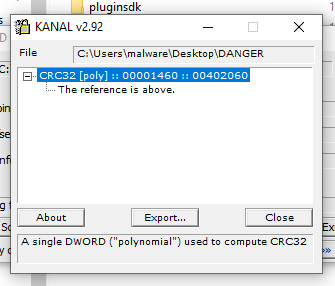 pluginsdk
KANAL v2.92
File C:\Users\malware\Desktop\DANGER
CRC32 [poly] :: 00001460 :: 00402060
The reference is above.
About Export... Close
A single DWORD ("polynomial") used to compute CRC32